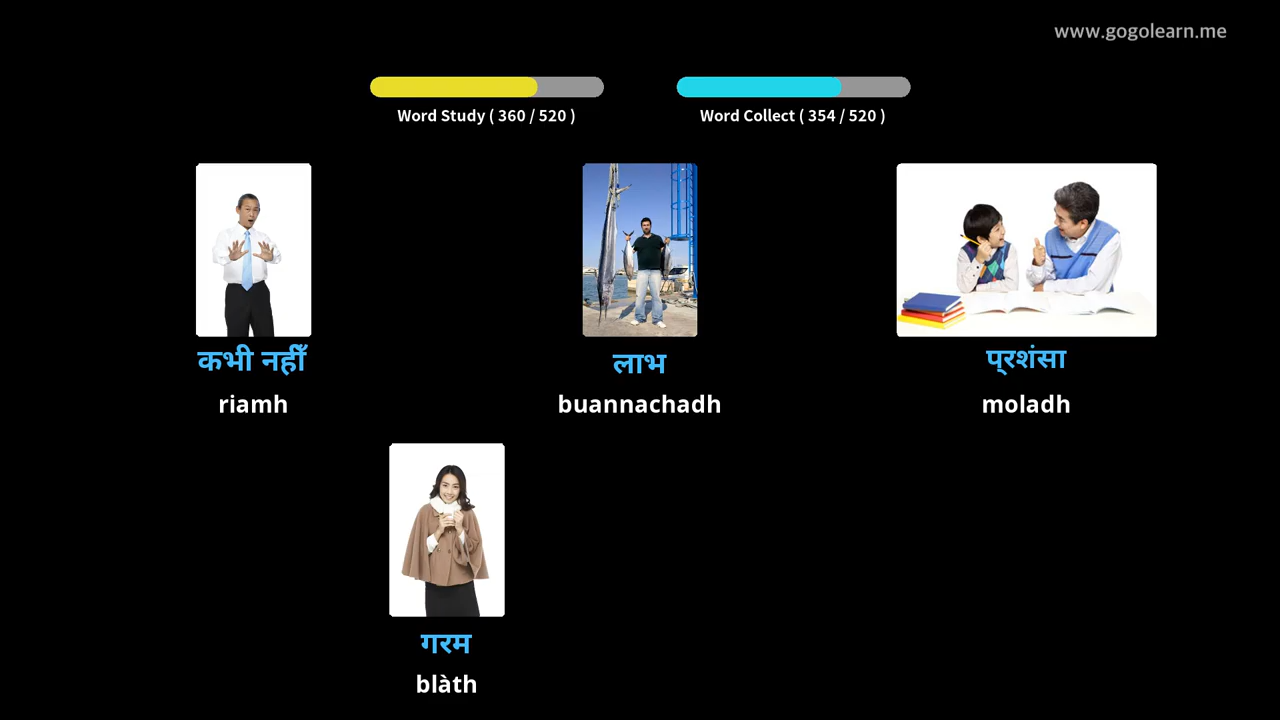 www.gogolearn.me
Word Study ( 360 / 520 )
Word Collect ( 354 / 520 )
कभी नहीँ
riamh
लाभ
buannachadh
प्रशंसा
moladh
गरम
blàth